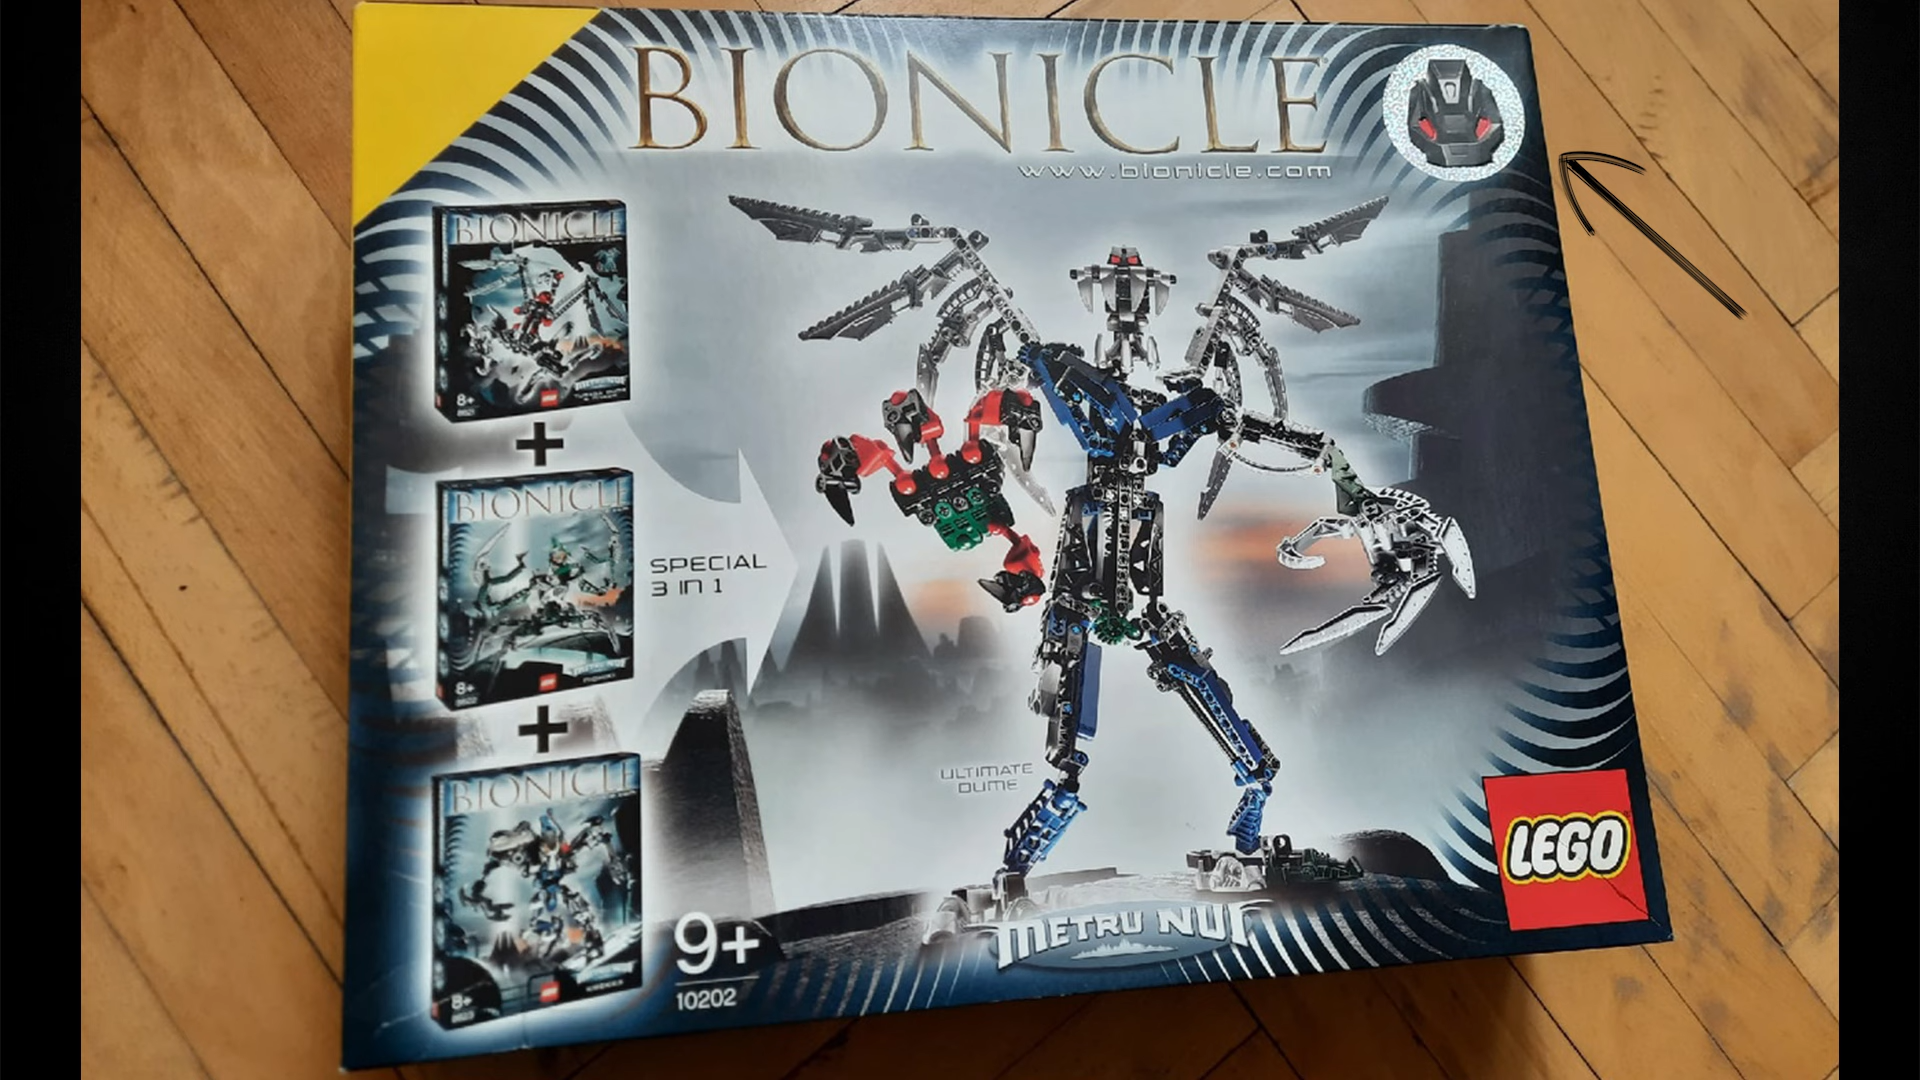 BIONICLE
www.bionicle.com
BIONICLE
8+
BIONICLE
8+
BIONICLE
8+
SPECIAL
3 IN 1
ULTIMATE
DUME
9+
10202
METRU NUI
LEGO